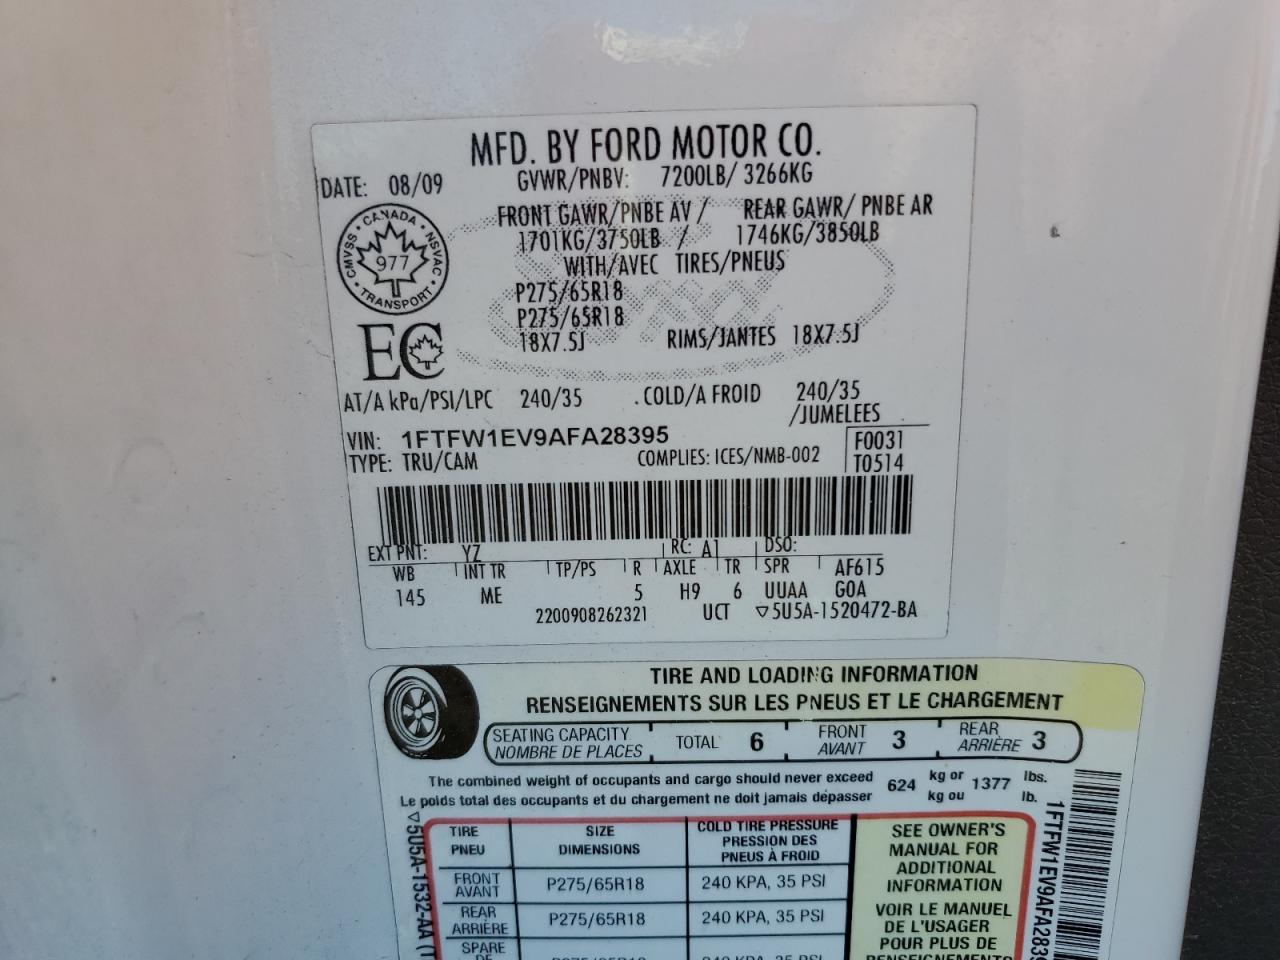 MFD. BY FORD MOTOR CO.
DATE: 08/09
GVWR/PNBV: 7200LB/ 3266KG
FRONT GAWR/PNBE AV / REAR GAWR/ PNBE AR
1701KG/3750LB / 1746KG/3850LB
WITH/AVEC TIRES/PNEUS
P275/65R18
P275/65R18
18X7.5J RIMS/JANTES 18X7.5J
CANADA
CMVSS 977 NSVAC
TRANSPORT
EC
AT/A kPa/PSI/LPC 240/35 . COLD/A FROID 240/35
/JUMELEES
VIN: 1FTFW1EV9AFA28395 F0031
TYPE: TRU/CAM COMPLIES: ICES/NMB-002 T0514
EXT PNT: YZ RC: A1 DSO:
WB INT TR TP/PS R AXLE TR SPR AF615
145 ME 5 H9 6 UUAA GOA
2200908262321 UCT ▽5U5A-1520472-BA
TIRE AND LOADING INFORMATION
RENSEIGNEMENTS SUR LES PNEUS ET LE CHARGEMENT
SEATING CAPACITY
NOMBRE DE PLACES
TOTAL 6
FRONT
AVANT 3
REAR
ARRIÈRE 3
The combined weight of occupants and cargo should never exceed
Le poids total des occupants et du chargement ne doit jamais dépasser
624 kg or 1377 lbs.
kg ou lb.
TIRE
PNEU
SIZE
DIMENSIONS
COLD TIRE PRESSURE
PRESSION DES
PNEUS À FROID
FRONT
AVANT
P275/65R18
240 KPA, 35 PSI
REAR
ARRIÈRE
P275/65R18
240 KPA, 35 PSI
SPARE
DE
SEE OWNER'S
MANUAL FOR
ADDITIONAL
INFORMATION
VOIR LE MANUEL
DE L'USAGER
POUR PLUS DE
RENSEIGNEMENTS
▽5U5A-1532-AA (T
1FTFW1EV9AFA2839